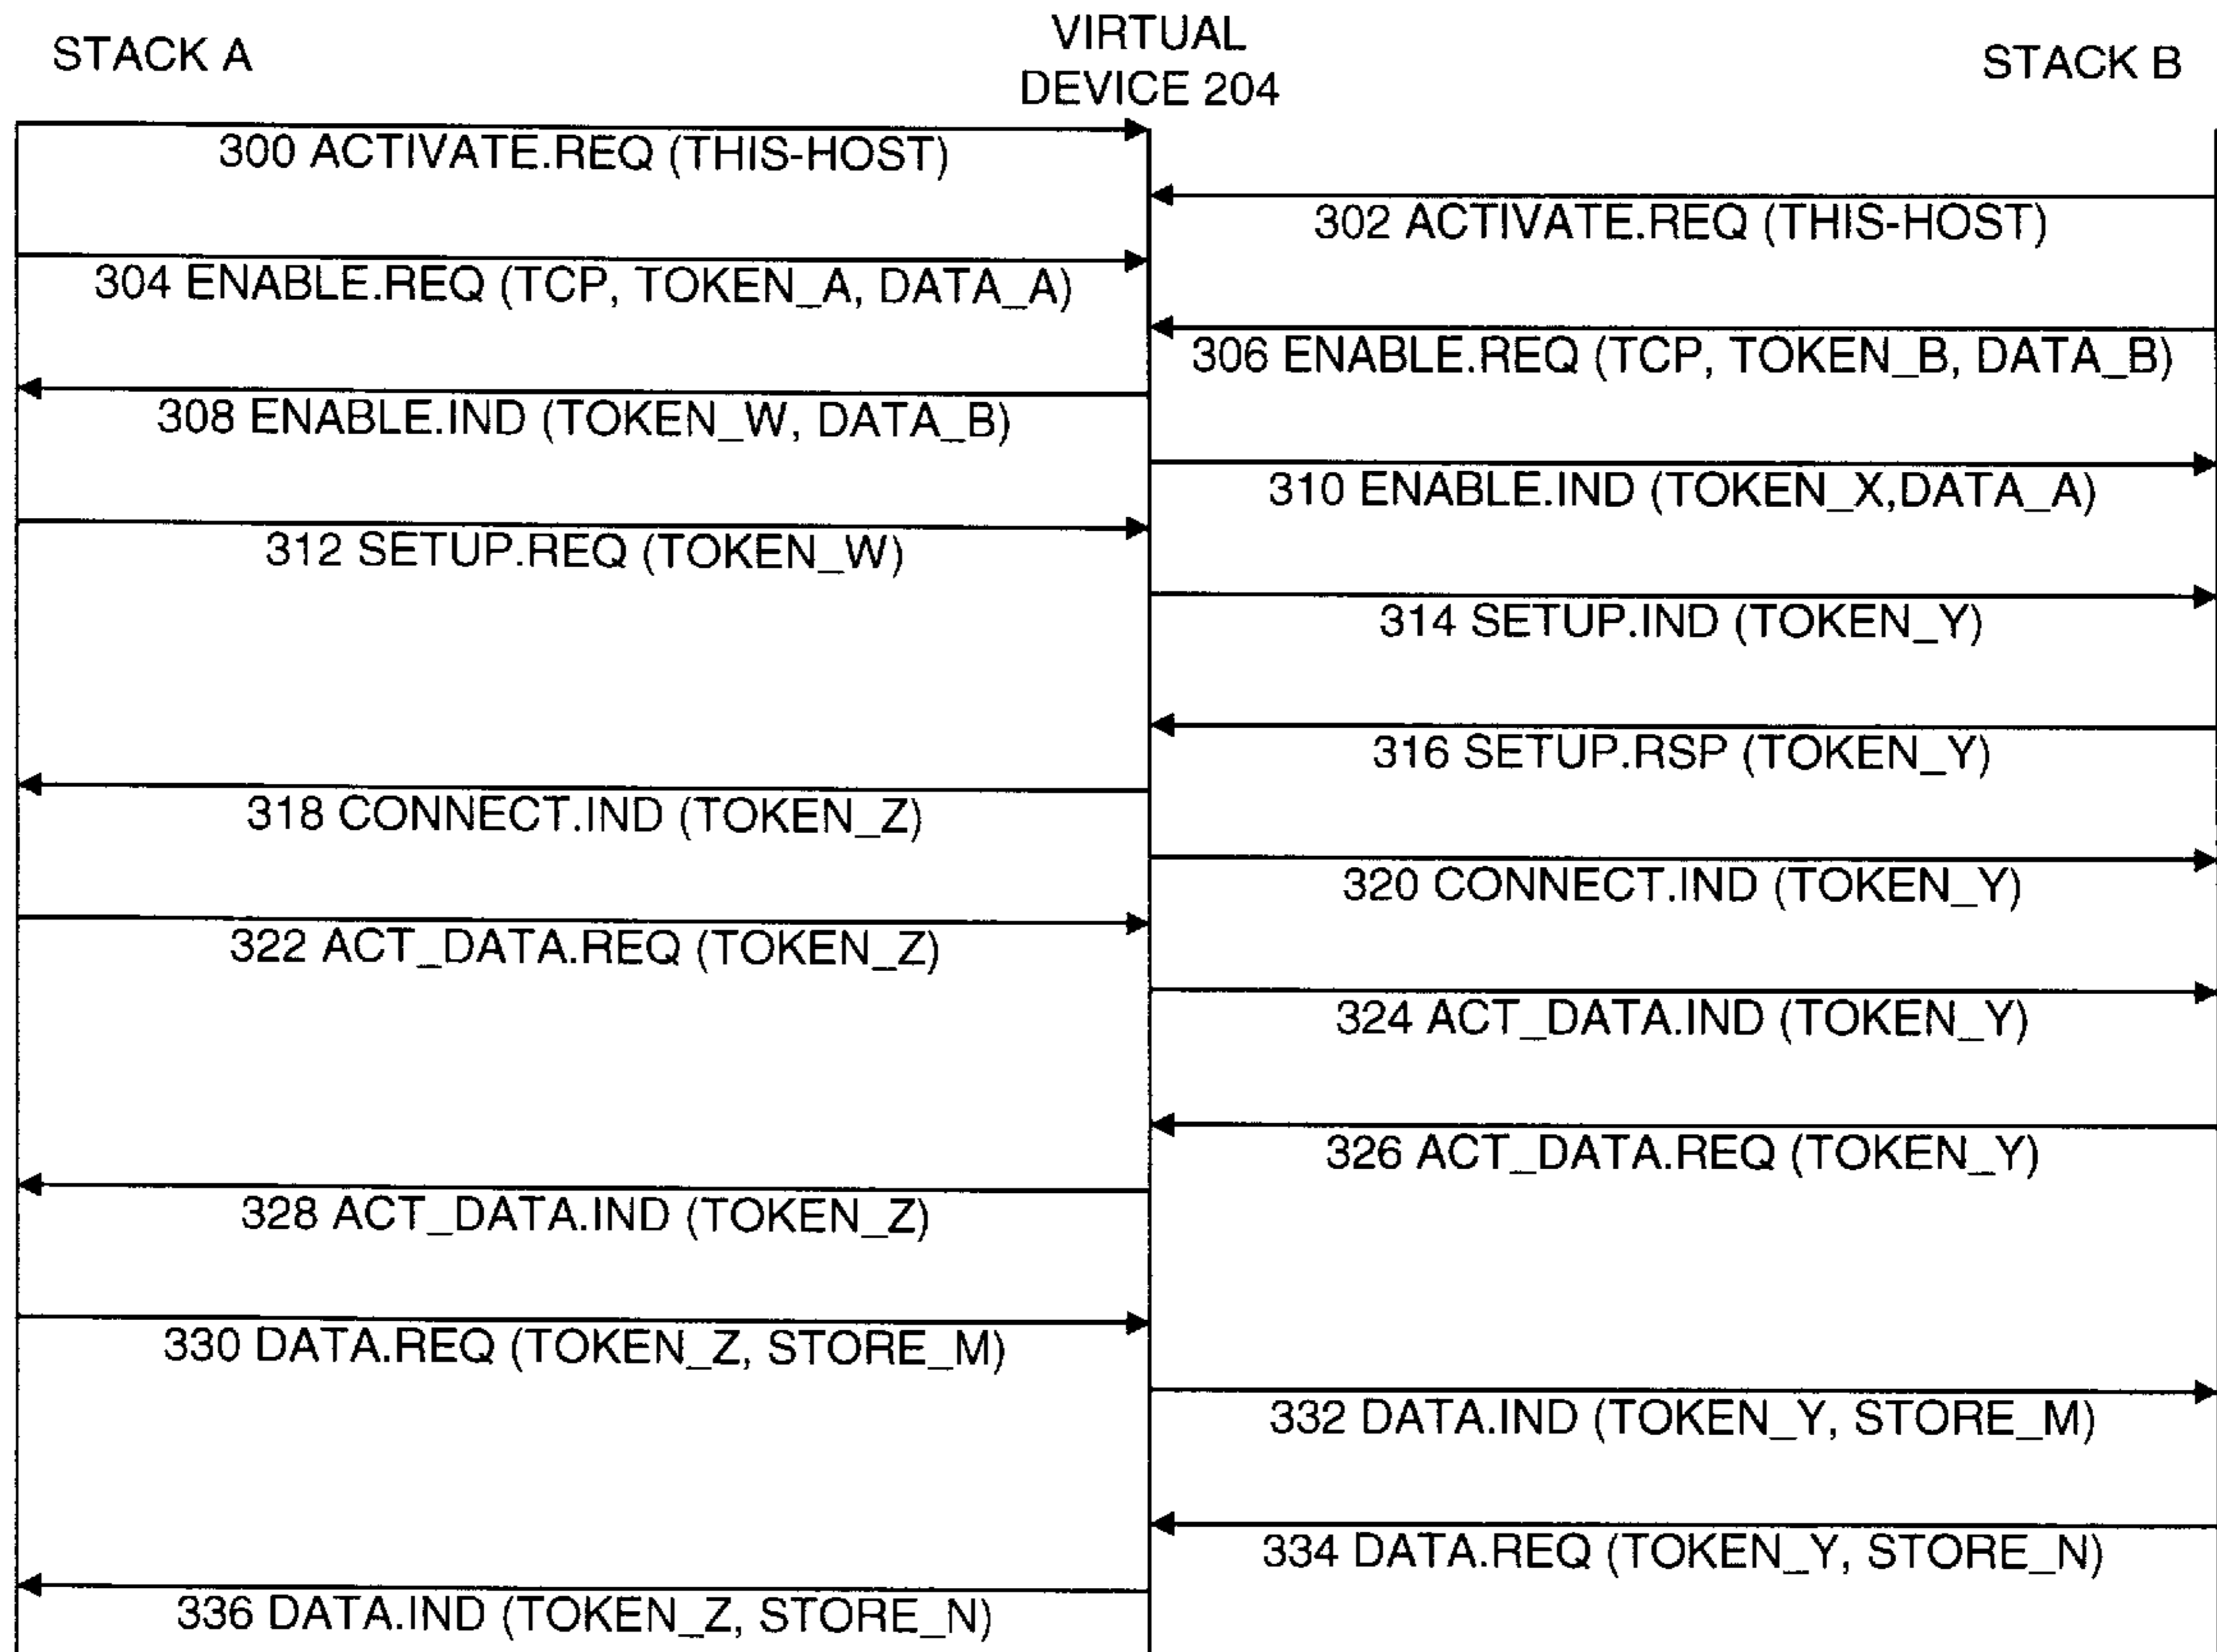 STACK A
VIRTUAL
DEVICE 204
STACK B
300 ACTIVATE.REQ (THIS-HOST)
302 ACTIVATE.REQ (THIS-HOST)
304 ENABLE.REQ (TCP, TOKEN_A, DATA_A)
306 ENABLE.REQ (TCP, TOKEN_B, DATA_B)
308 ENABLE.IND (TOKEN_W, DATA_B)
310 ENABLE.IND (TOKEN_X,DATA_A)
312 SETUP.REQ (TOKEN_W)
314 SETUP.IND (TOKEN_Y)
316 SETUP.RSP (TOKEN_Y)
318 CONNECT.IND (TOKEN_Z)
320 CONNECT.IND (TOKEN_Y)
322 ACT_DATA.REQ (TOKEN_Z)
324 ACT_DATA.IND (TOKEN_Y)
326 ACT_DATA.REQ (TOKEN_Y)
328 ACT_DATA.IND (TOKEN_Z)
330 DATA.REQ (TOKEN_Z, STORE_M)
332 DATA.IND (TOKEN_Y, STORE_M)
334 DATA.REQ (TOKEN_Y, STORE_N)
336 DATA.IND (TOKEN_Z, STORE_N)